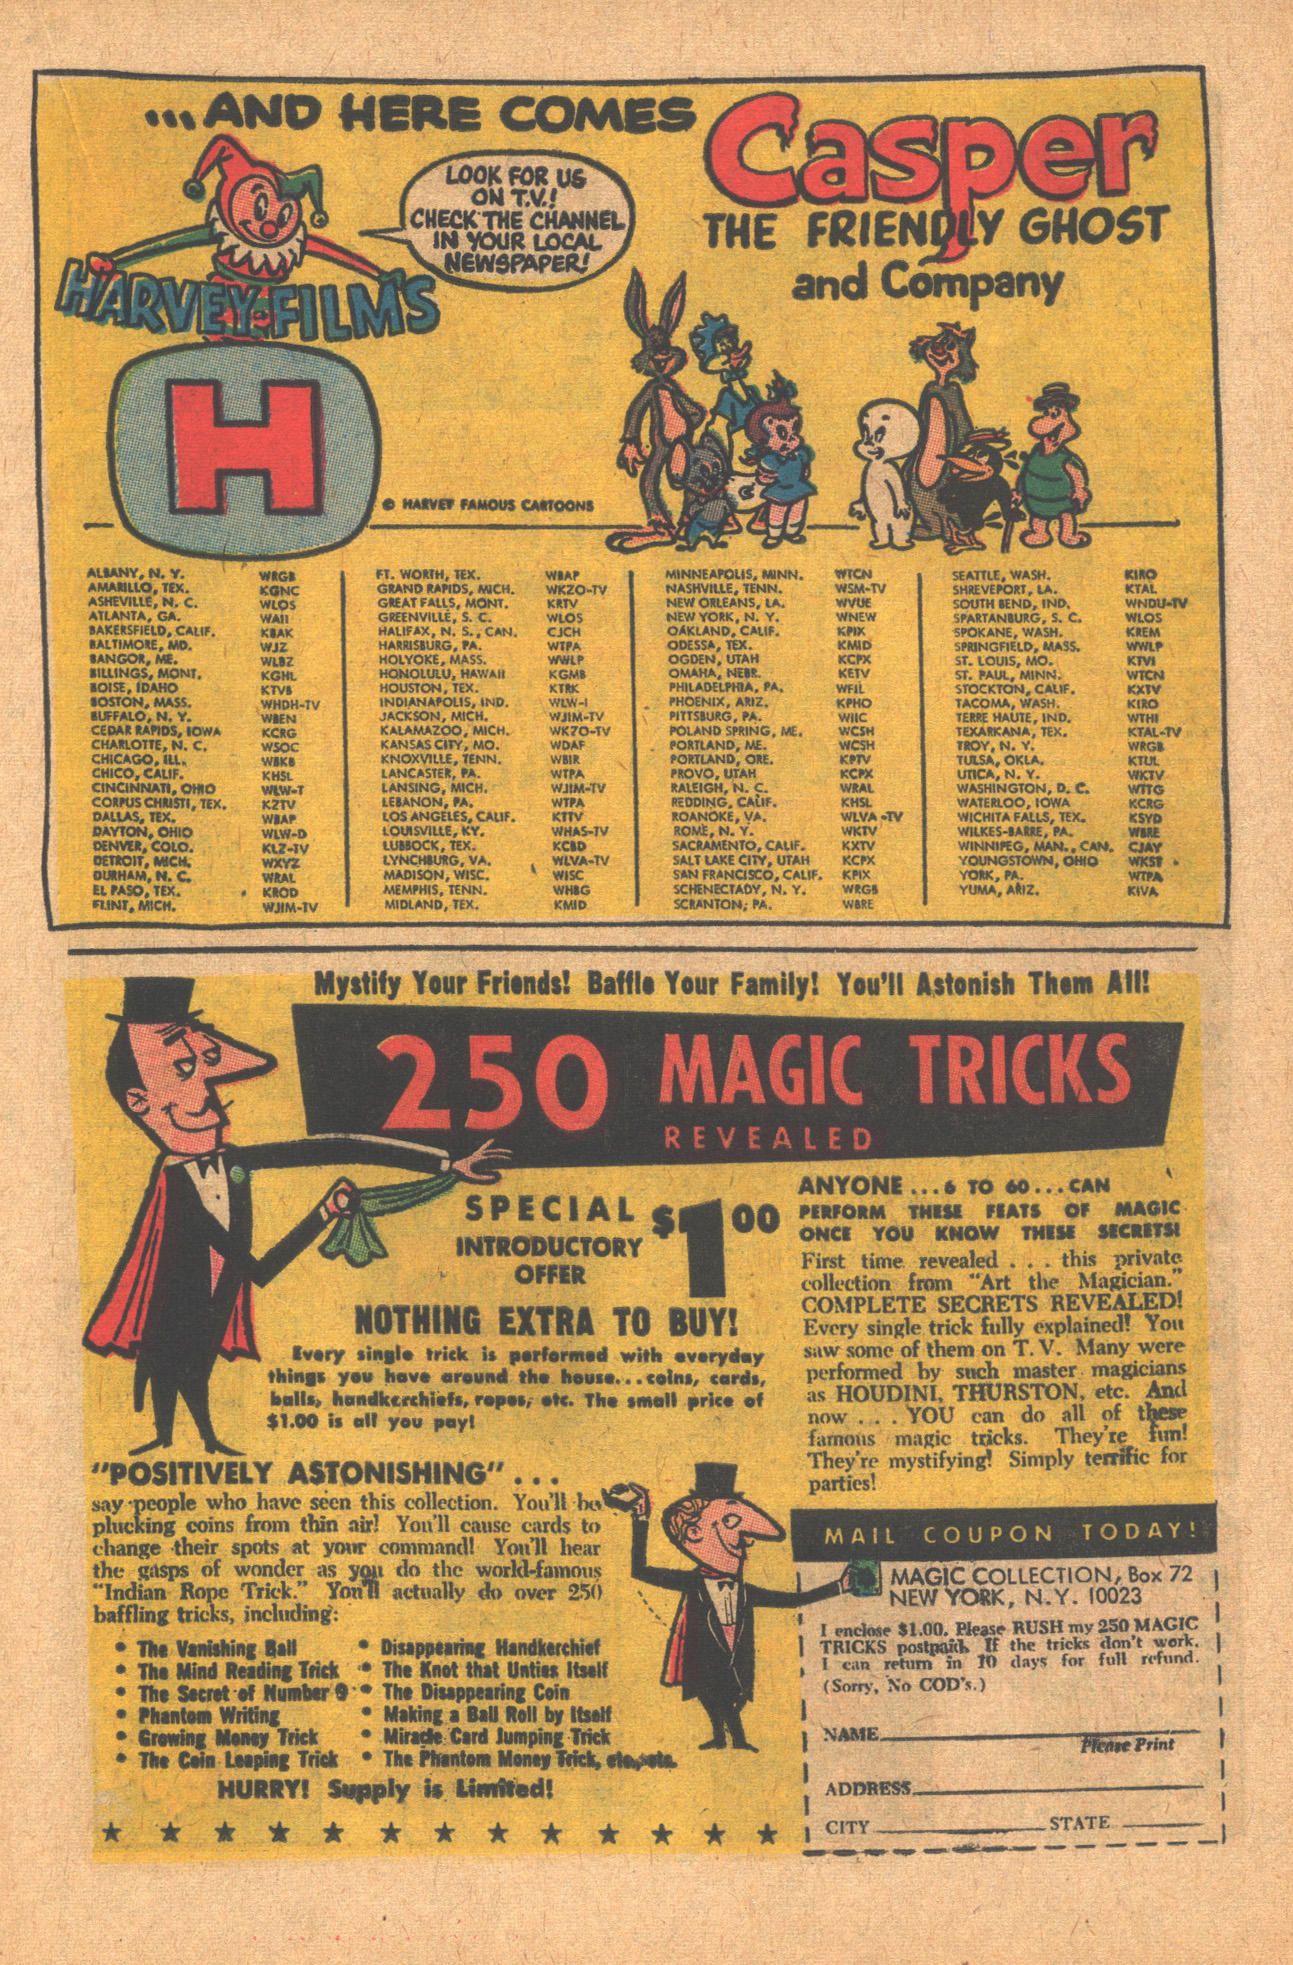 ...AND HERE COMES
Casper
THE FRIENDLY GHOST
and Company
LOOK FOR US
ON T.V.!
CHECK THE CHANNEL
IN YOUR LOCAL
NEWSPAPER!
HARVEY-FILMS
H
© HARVEY FAMOUS CARTOONS
ALBANY, N. Y. WRGB
AMARILLO, TEX. KGNC
ASHEVILLE, N. C. WLOS
ATLANTA, GA. WAII
BAKERSFIELD, CALIF. KBAK
BALTIMORE, MD. WJZ
BANGOR, ME. WLBZ
BILLINGS, MONT. KGHL
BOISE, IDAHO KTVB
BOSTON, MASS. WHDH-TV
BUFFALO, N. Y. WBEN
CEDAR RAPIDS, IOWA KCRG
CHARLOTTE, N. C. WSOC
CHICAGO, ILL. WBKB
CHICO, CALIF. KHSL
CINCINNATI, OHIO WLW-T
CORPUS CHRISTI, TEX. KZTV
DALLAS, TEX. WBAP
DAYTON, OHIO WLW-D
DENVER, COLO. KLZ-TV
DETROIT, MICH. WXYZ
DURHAM, N. C. WRAL
EL PASO, TEX. KROD
FLINT, MICH. WJIM-TV
FT. WORTH, TEX. WBAP
GRAND RAPIDS, MICH. WKZO-TV
GREAT FALLS, MONT. KRTV
GREENVILLE, S. C. WLOS
HALIFAX, N. S., CAN. CJCH
HARRISBURG, PA. WTPA
HOLYOKE, MASS. WWLP
HONOLULU, HAWAII KGMB
HOUSTON, TEX. KTRK
INDIANAPOLIS, IND. WLW-I
JACKSON, MICH. WJIM-TV
KALAMAZOO, MICH. WKZO-TV
KANSAS CITY, MO. WDAF
KNOXVILLE, TENN. WBIR
LANCASTER, PA. WTPA
LANSING, MICH. WJIM-TV
LEBANON, PA. WTPA
LOS ANGELES, CALIF. KTTV
LOUISVILLE, KY. WHAS-TV
LUBBOCK, TEX. KCBD
LYNCHBURG, VA. WLVA-TV
MADISON, WISC. WISC
MEMPHIS, TENN. WHBG
MIDLAND, TEX. KMID
MINNEAPOLIS, MINN. WTCN
NASHVILLE, TENN. WSM-TV
NEW ORLEANS, LA. WVUE
NEW YORK, N. Y. WNEW
OAKLAND, CALIF. KPIX
ODESSA, TEX. KMID
OGDEN, UTAH KCPX
OMAHA, NEBR. KETV
PHILADELPHIA, PA. WFIL
PHOENIX, ARIZ. KPHO
PITTSBURG, PA. WIIC
POLAND SPRING, ME. WCSH
PORTLAND, ME. WCSH
PORTLAND, ORE. KPTV
PROVO, UTAH KCPX
RALEIGH, N. C. WRAL
REDDING, CALIF. KHSL
ROANOKE, VA. WLVA-TV
ROME, N. Y. WKTV
SACRAMENTO, CALIF. KXTV
SALT LAKE CITY, UTAH KCPX
SAN FRANCISCO, CALIF. KPIX
SCHENECTADY, N. Y. WRGB
SCRANTON, PA. WBRE
SEATTLE, WASH. KIRO
SHREVEPORT, LA. KTAL
SOUTH BEND, IND. WNDU-TV
SPARTANBURG, S. C. WLOS
SPOKANE, WASH. KREM
SPRINGFIELD, MASS. WWLP
ST. LOUIS, MO. KTVI
ST. PAUL, MINN. WTCN
STOCKTON, CALIF. KXTV
TACOMA, WASH. KIRO
TERRE HAUTE, IND. WTHI
TEXARKANA, TEX. KTAL-TV
TROY, N. Y. WRGB
TULSA, OKLA. KTUL
UTICA, N. Y. WKTV
WASHINGTON, D. C. WTTG
WATERLOO, IOWA KCRG
WICHITA FALLS, TEX. KSYD
WILKES-BARRE, PA. WBRE
WINNIPEG, MAN., CAN. CJAY
YOUNGSTOWN, OHIO WKST
YORK, PA. WTPA
YUMA, ARIZ. KIVA
Mystify Your Friends! Baffle Your Family! You'll Astonish Them All!
250 MAGIC TRICKS
REVEALED
SPECIAL
INTRODUCTORY
OFFER
$1.00
NOTHING EXTRA TO BUY!
Every single trick is performed with everyday
things you have around the house...coins, cards,
balls, handkerchiefs, ropes, etc. The small price of
$1.00 is all you pay!
ANYONE...6 TO 60...CAN
PERFORM THESE FEATS OF MAGIC
ONCE YOU KNOW THESE SECRETS!
First time revealed . . . this private
collection from "Art the Magician."
COMPLETE SECRETS REVEALED!
Every single trick fully explained! You
saw some of them on T. V. Many were
performed by such master magicians
as HOUDINI, THURSTON, etc. And
now . . . YOU can do all of these
famous magic tricks. They're fun!
They're mystifying! Simply terrific for
parties!
"POSITIVELY ASTONISHING"...
say people who have seen this collection. You'll be
plucking coins from thin air! You'll cause cards to
change their spots at your command! You'll hear
the gasps of wonder as you do the world-famous
"Indian Rope Trick." You'll actually do over 250
baffling tricks, including:
• The Vanishing Ball
• The Mind Reading Trick
• The Secret of Number 9
• Phantom Writing
• Growing Money Trick
• The Coin Leaping Trick
• Disappearing Handkerchief
• The Knot that Unties Itself
• The Disappearing Coin
• Making a Ball Roll by Itself
• Miracle Card Jumping Trick
• The Phantom Money Trick, etc., etc.
HURRY! Supply is Limited!
MAIL COUPON TODAY!
MAGIC COLLECTION, Box 72
NEW YORK, N.Y. 10023
I enclose $1.00. Please RUSH my 250 MAGIC
TRICKS postpaid. If the tricks don't work,
I can return in 10 days for full refund.
(Sorry, No COD's.)
NAME
Please Print
ADDRESS
CITY STATE